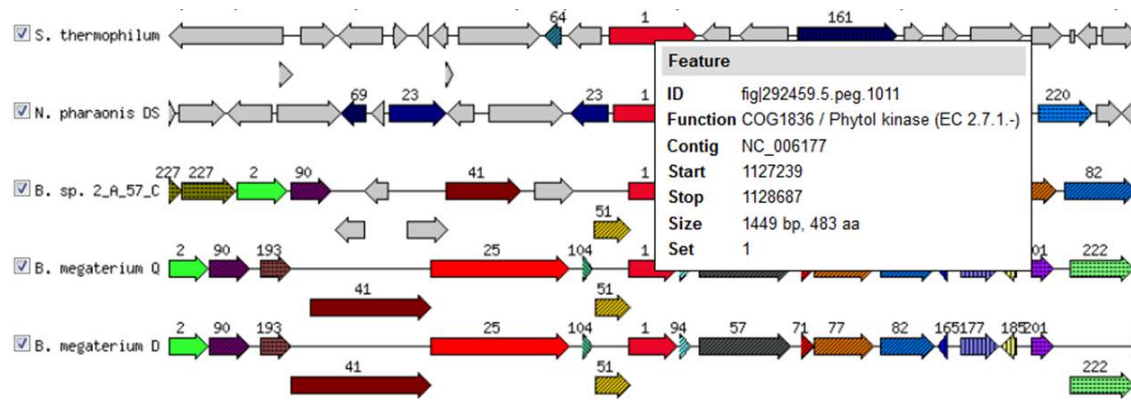 64 1 161
S. thermophilum
Feature
ID fig|292459.5.peg.1011
Function COG1836 / Phytol kinase (EC 2.7.1.-)
Contig NC_006177
Start 1127239
Stop 1128687
Size 1449 bp, 483 aa
Set 1
69 23 23 1 220
N. pharaonis DS
227 227 2 90 41 1 82
B. sp. 2_A_57_C
51
2 90 193 25 104 1 01 222
B. megaterium Q
41 51
2 90 193 25 104 1 94 57 71 77 82 165 177 185 201
B. megaterium D
41 51 222